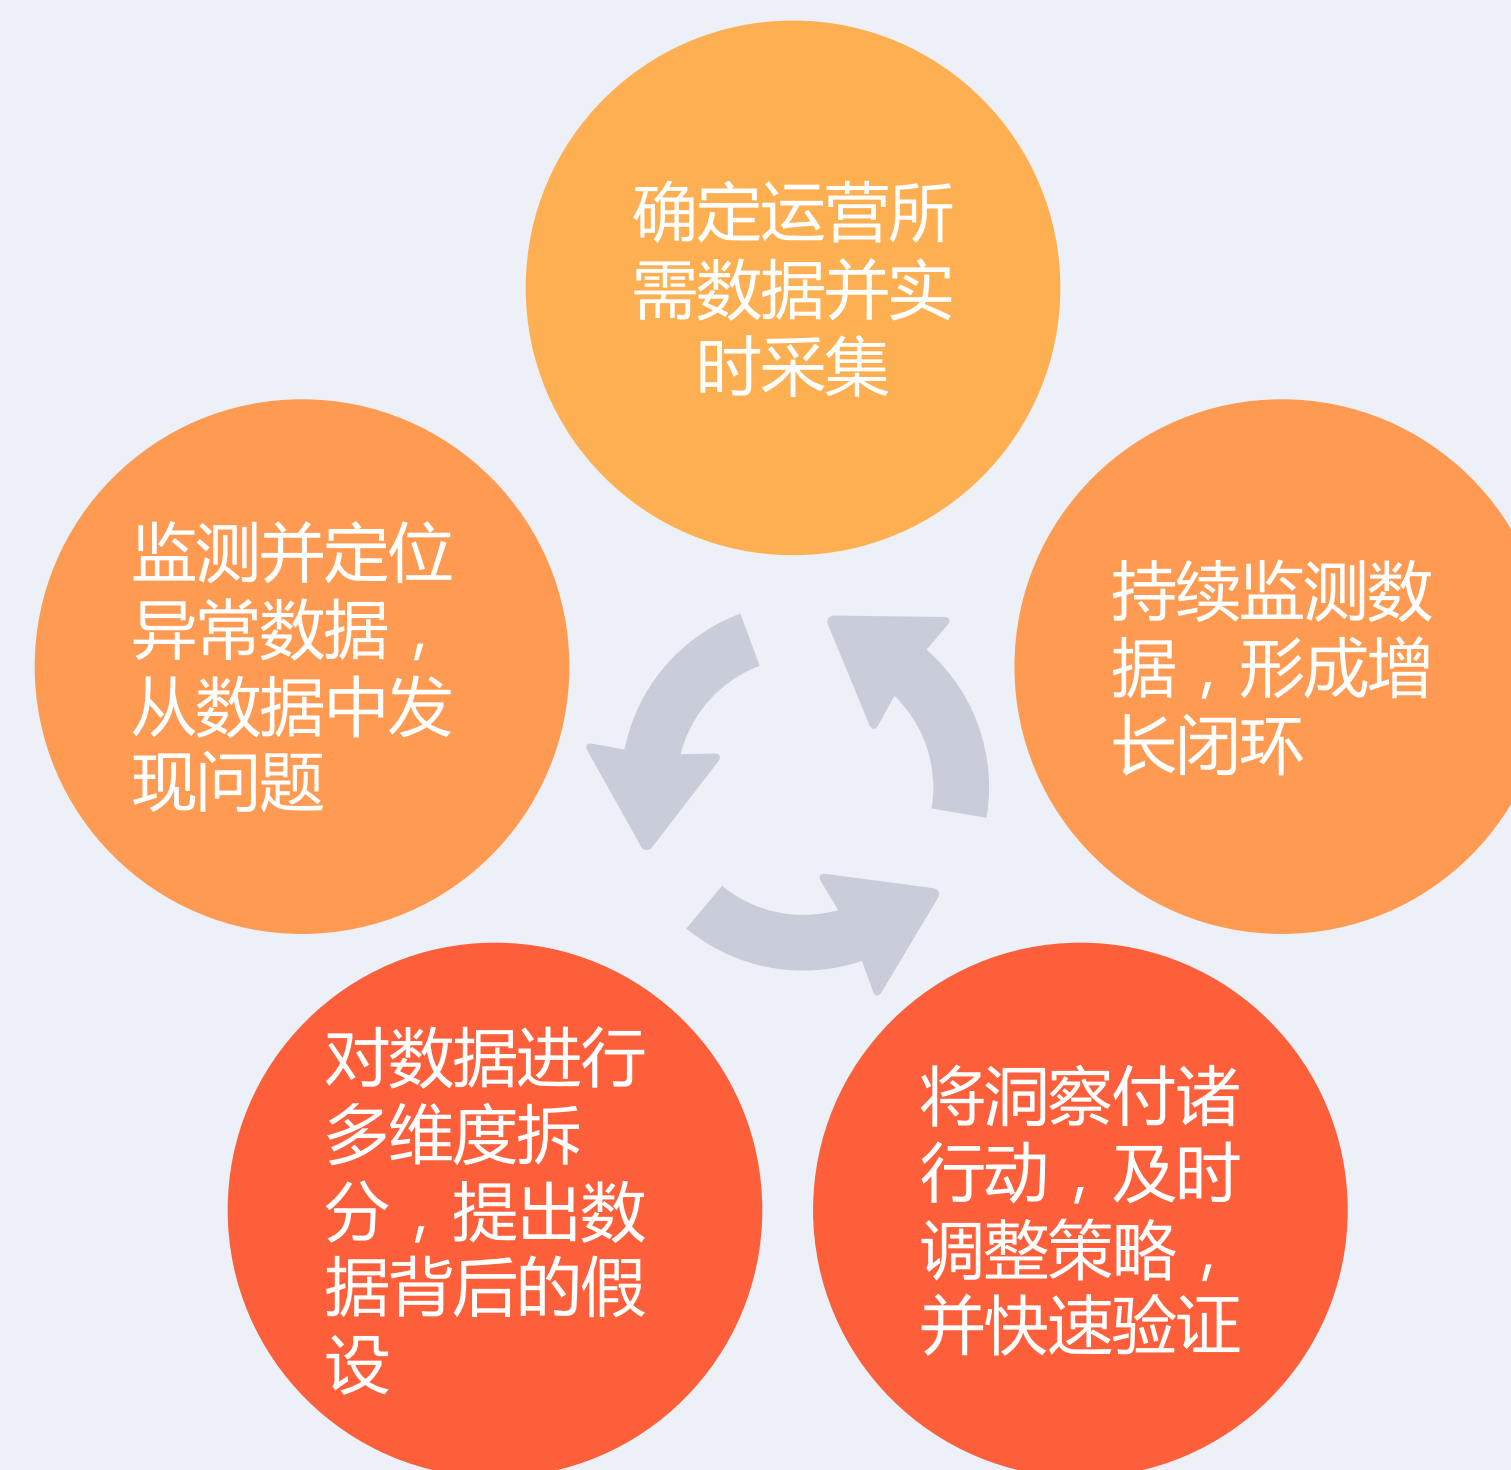 确定运营所
需数据并实
时采集
监测并定位
异常数据，
从数据中发
现问题
对数据进行
多维度拆
分，提出数
据背后的假
设
将洞察付诸
行动，及时
调整策略，
并快速验证
持续监测数
据，形成增
长闭环